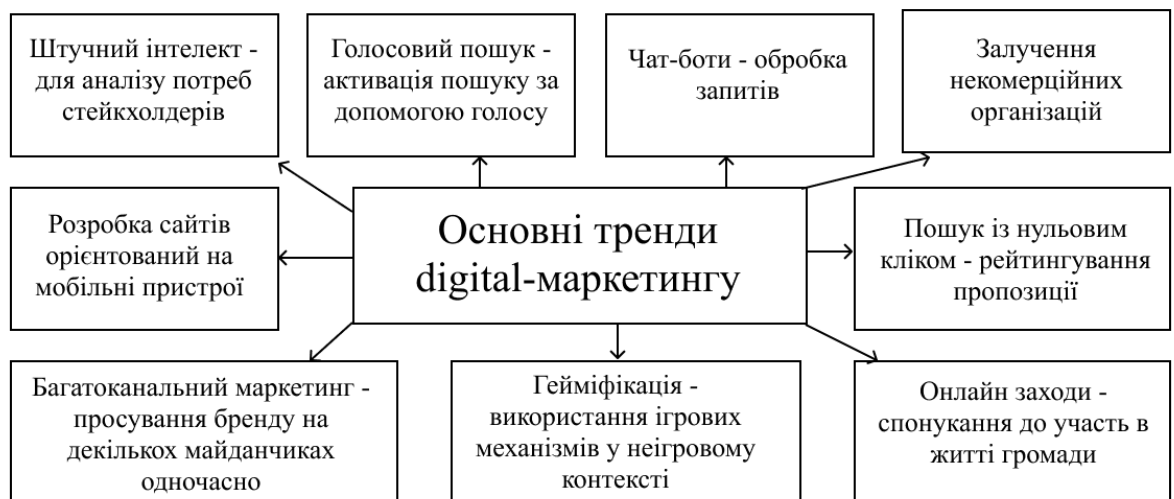 Штучний інтелект -
для аналізу потреб
стейкхолдерів
Голосовий пошук -
активація пошуку за
допомогою голосу
Чат-боти - обробка
запитів
Залучення
некомерційних
організацій
Розробка сайтів
орієнтований на
мобільні пристрої
Основні тренди
digital-маркетингу
Пошук із нульовим
кліком - рейтингування
пропозиції
Багатоканальний маркетинг -
просування бренду на
декількох майданчиках
одночасно
Гейміфікація -
використання ігрових
механізмів у неігровому
контексті
Онлайн заходи -
спонукання до участь в
житті громади